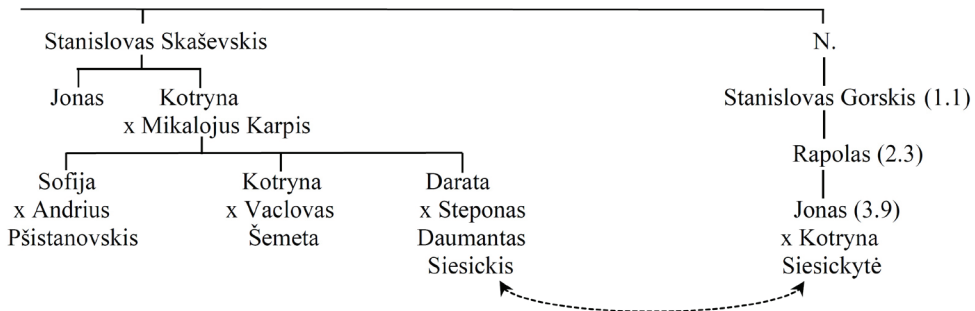 Stanislovas Skaševskis
N.
Jonas
Kotryna
x Mikalojus Karpis
Stanislovas Gorskis (1.1)
Rapolas (2.3)
Sofija
x Andrius
Pšistanovskis
Kotryna
x Vaclovas
Šemeta
Darata
x Steponas
Daumantas
Siesickis
Jonas (3.9)
x Kotryna
Siesickytė